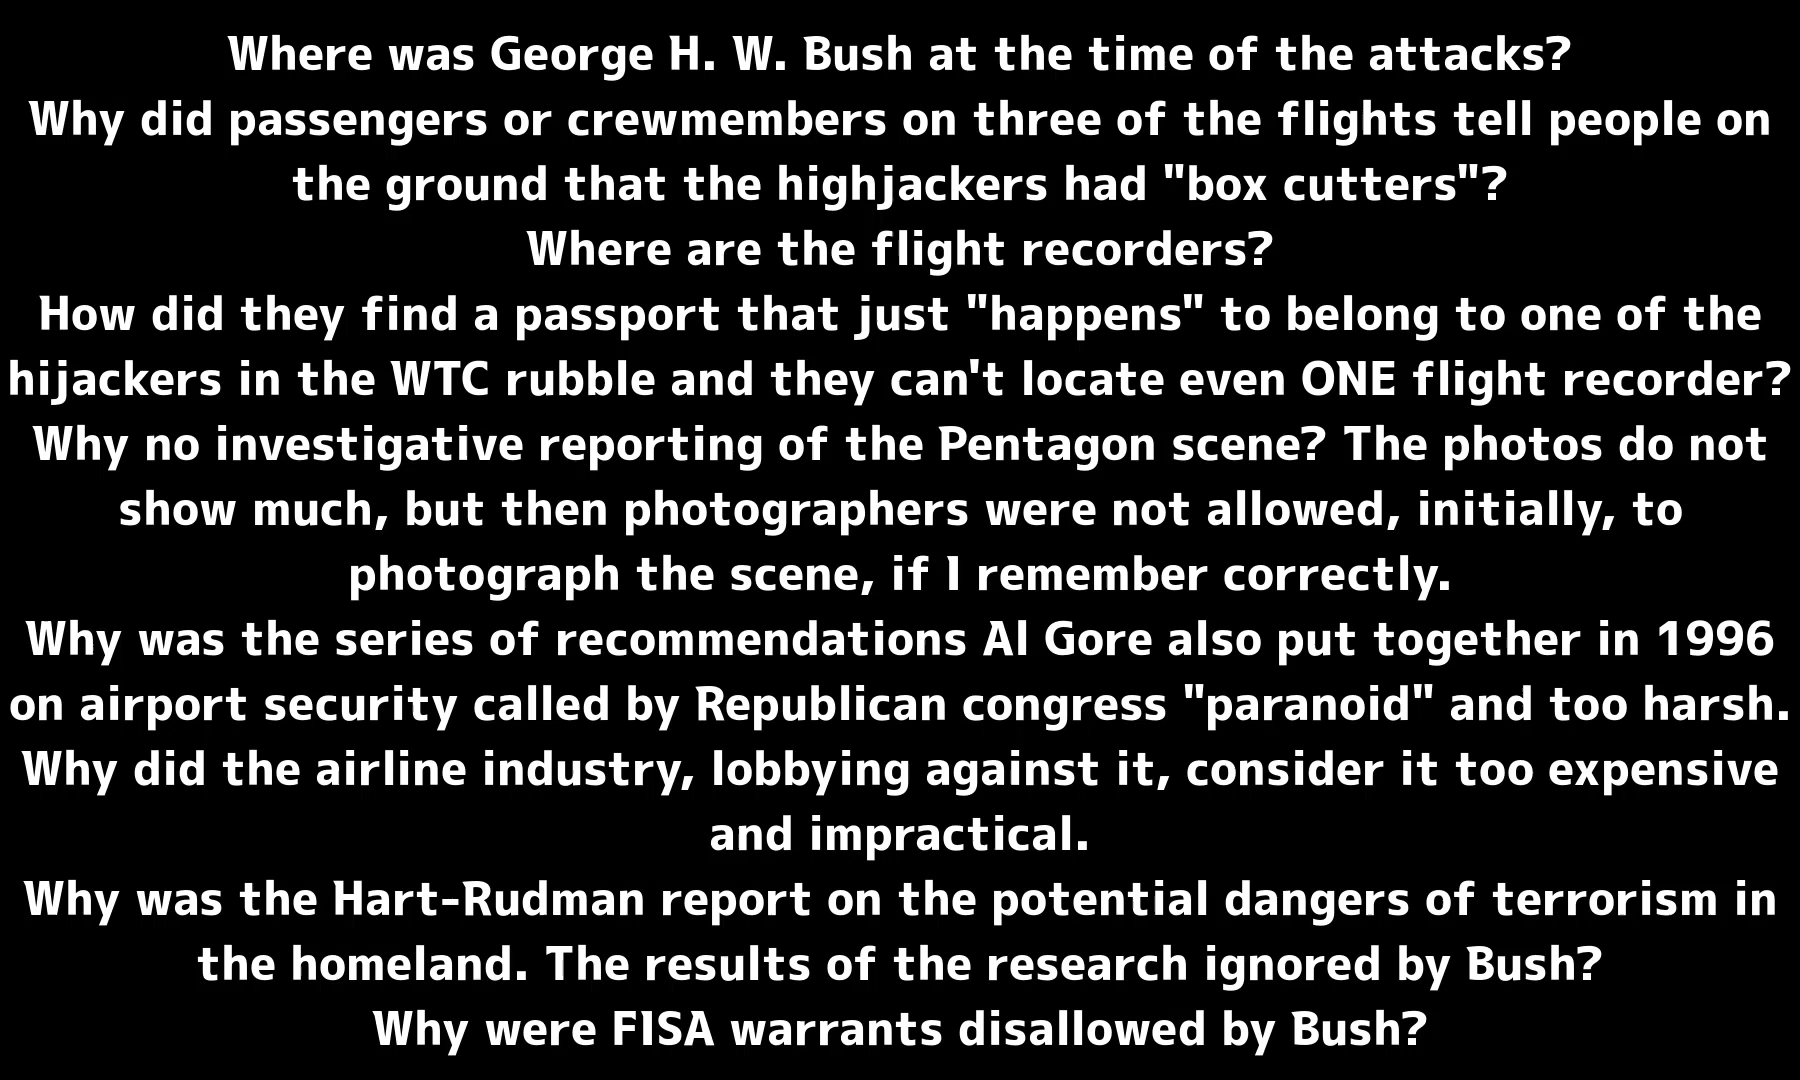 Where was George H. W. Bush at the time of the attacks?
Why did passengers or crewmembers on three of the flights tell people on
the ground that the highjackers had "box cutters"?
Where are the flight recorders?
How did they find a passport that just "happens" to belong to one of the
hijackers in the WTC rubble and they can't locate even ONE flight recorder?
Why no investigative reporting of the Pentagon scene? The photos do not
show much, but then photographers were not allowed, initially, to
photograph the scene, if I remember correctly.
Why was the series of recommendations Al Gore also put together in 1996
on airport security called by Republican congress "paranoid" and too harsh.
Why did the airline industry, lobbying against it, consider it too expensive
and impractical.
Why was the Hart-Rudman report on the potential dangers of terrorism in
the homeland. The results of the research ignored by Bush?
Why were FISA warrants disallowed by Bush?